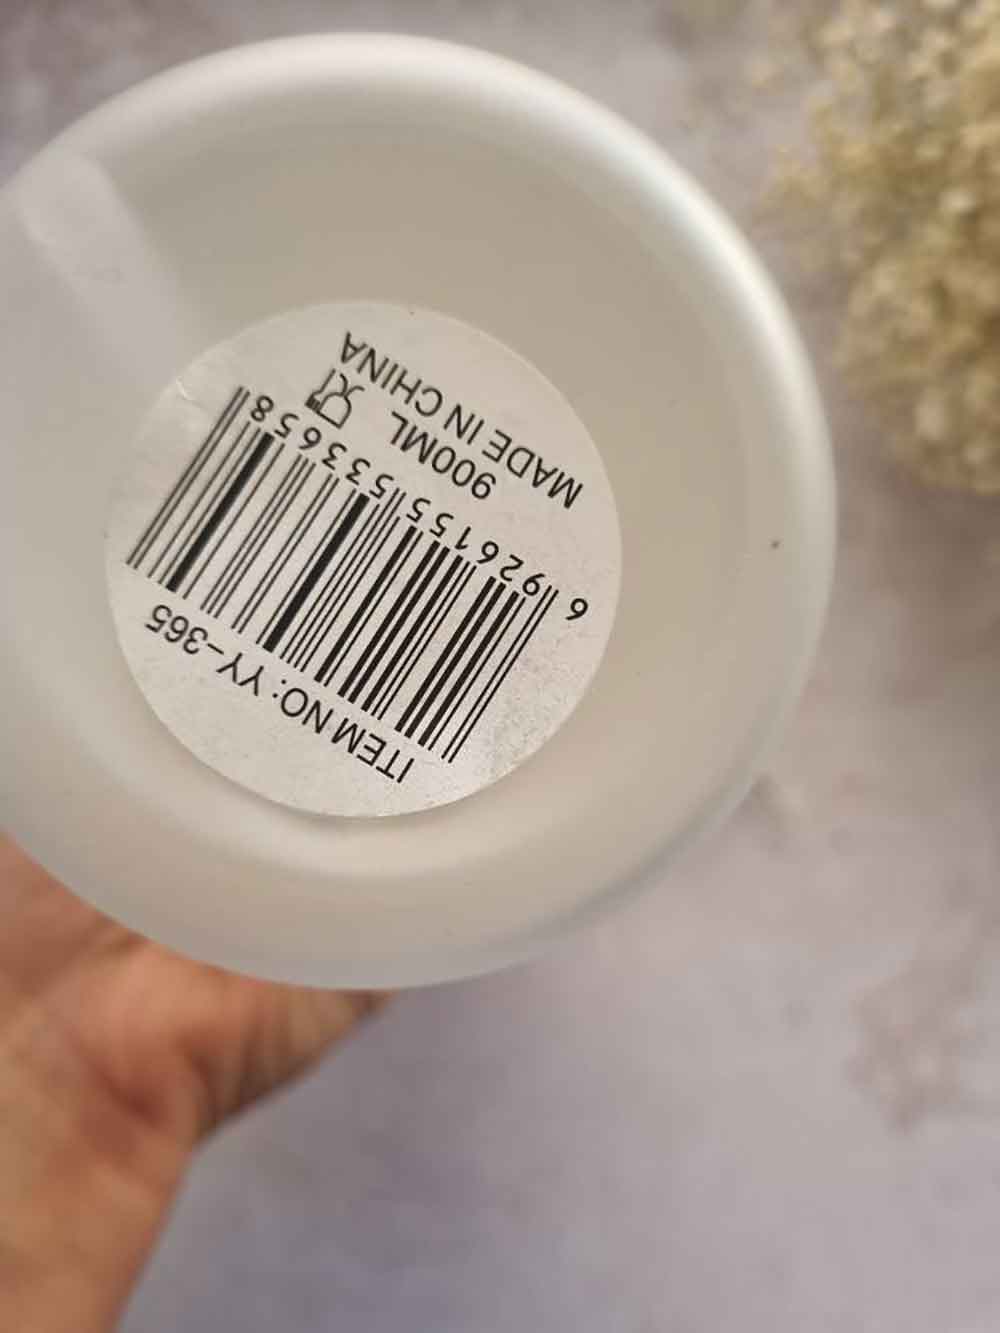 ITEM NO: YY-365
6 926155 533658
900ML
MADE IN CHINA